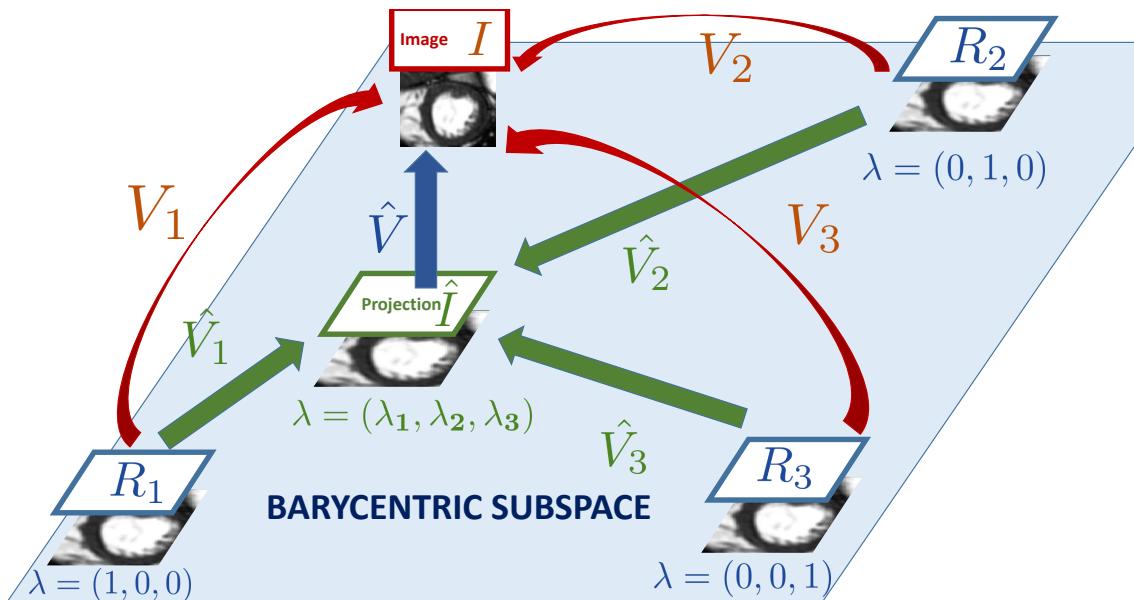 Image I
R₂
V₂
λ = (0, 1, 0)
V₁
V̂
V₃
V̂₂
Projection Î
V̂₁
λ = (λ₁, λ₂, λ₃)
V̂₃
R₁
R₃
BARYCENTRIC SUBSPACE
λ = (1, 0, 0)
λ = (0, 0, 1)